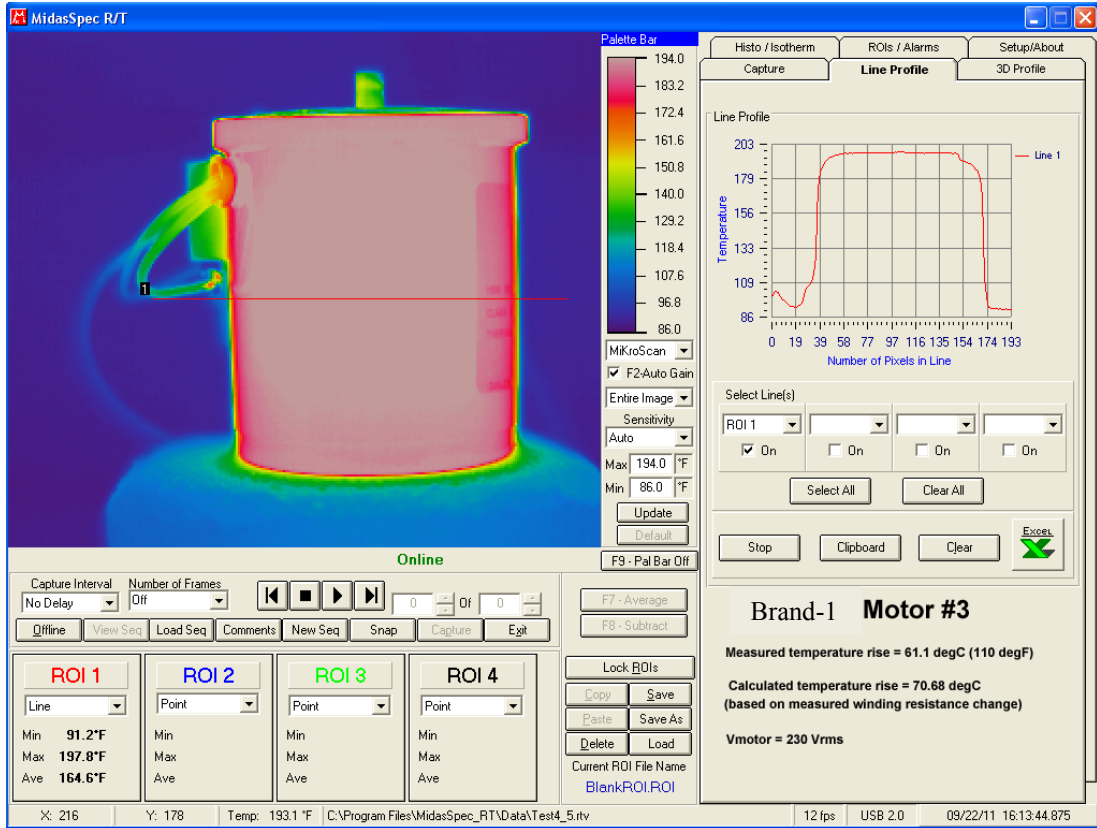 MidasSpec R/T
Palette Bar
194.0
183.2
172.4
161.6
150.8
140.0
129.2
118.4
107.6
96.8
86.0
1
MiKroScan
F2-Auto Gain
Entire Image
Sensitivity
Auto
Max 194.0 °F
Min 86.0 °F
Update
Default
F9 - Pal Bar Off
Histo / Isotherm ROIs / Alarms Setup/About
Capture Line Profile 3D Profile
Line Profile
203
179
156
133
109
86
Temperature
0 19 39 58 77 97 116 135 154 174 193
Number of Pixels in Line
Line 1
Select Line(s)
ROI 1
On On On On
Select All Clear All
Stop Clipboard Clear Excel
Brand-1 Motor #3
Measured temperature rise = 61.1 degC (110 degF)
Calculated temperature rise = 70.68 degC
(based on measured winding resistance change)
Vmotor = 230 Vrms
Online
Capture Interval Number of Frames
No Delay Off 0 Of 0
Offline View Seq Load Seq Comments New Seq Snap Capture Exit
F7 - Average
F8 - Subtract
ROI 1 ROI 2 ROI 3 ROI 4
Line Point Point Point
Min 91.2°F Min Min Min
Max 197.8°F Max Max Max
Ave 164.6°F Ave Ave Ave
Lock ROIs
Copy Save
Paste Save As
Delete Load
Current ROI File Name
BlankROI.ROI
X: 216 Y: 178 Temp: 193.1 °F C:\Program Files\MidasSpec_RT\Data\Test4_5.rtv 12 fps USB 2.0 09/22/11 16:13:44.875